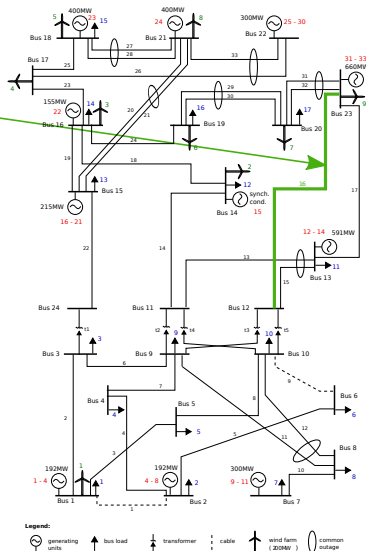 400MW
400MW
300MW
5
23
15
24
8
25 - 30
Bus 18
Bus 21
Bus 22
27
28
33
31 - 33
660MW
Bus 17
25
26
4
23
29
30
31
32
9
155MW
22
14
3
20
21
16
17
Bus 23
Bus 16
Bus 19
Bus 20
24
6
7
19
18
2
13
12
16
Bus 15
synch.
cond.
215MW
Bus 14
15
17
16 - 21
12 - 14
591MW
22
14
13
11
15
Bus 13
Bus 24
Bus 11
Bus 12
t1
t2
t4
t3
t5
3
9
10
Bus 3
Bus 9
Bus 10
6
9
7
8
Bus 4
Bus 5
Bus 6
4
6
2
4
5
3
5
11
12
Bus 8
192MW
192MW
300MW
10
8
1 - 4
1
1
4 - 8
2
9 - 11
7
Bus 1
1
Bus 2
Bus 7
Legend:
generating
units
bus load
transformer
cable
wind farm
(200MW)
common
outage